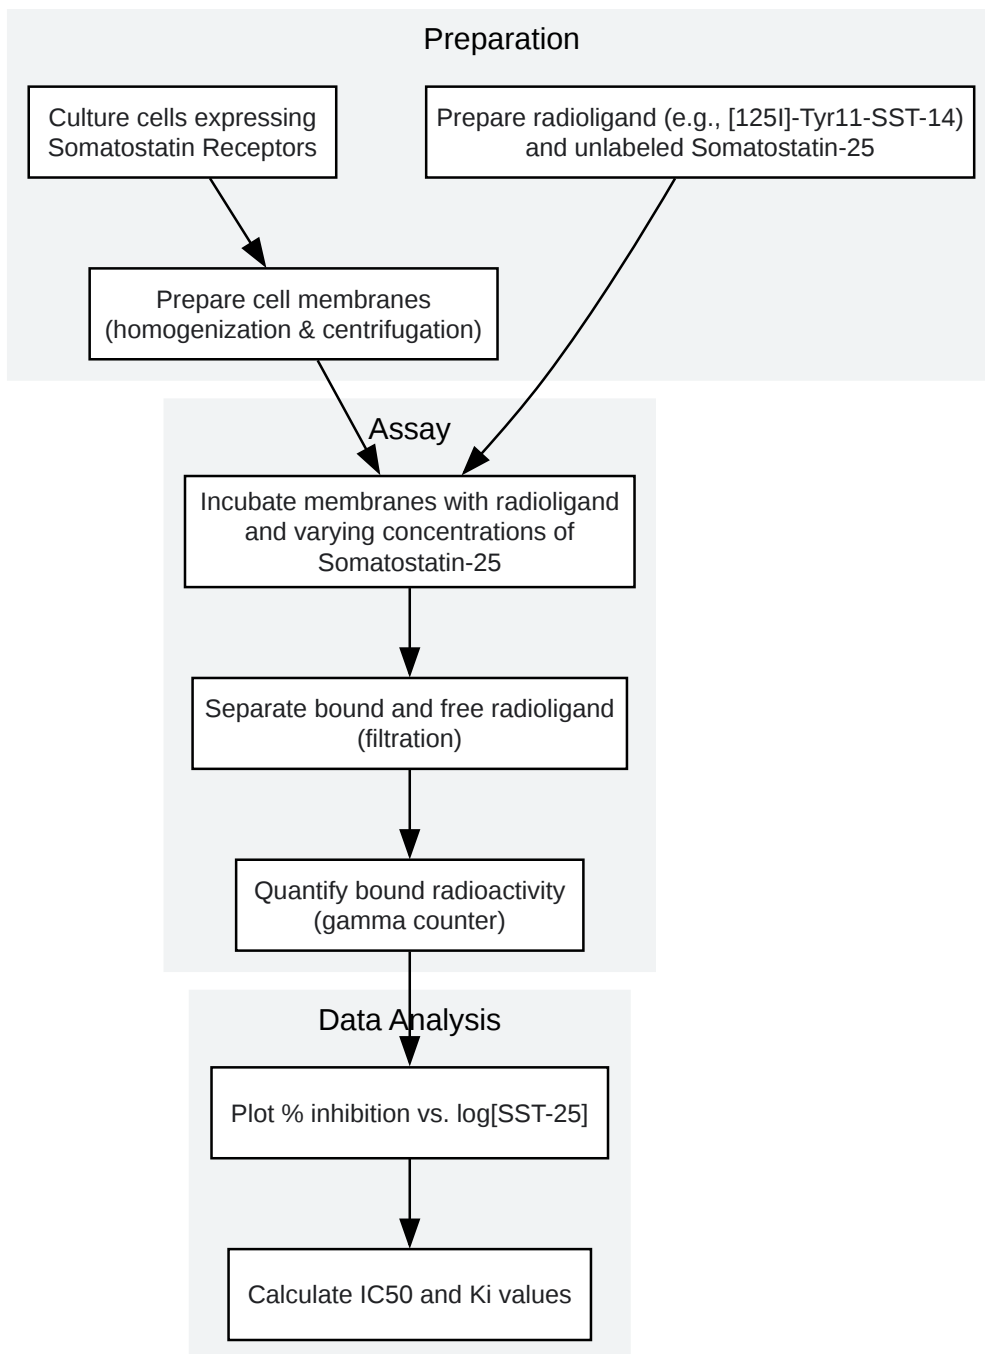 Preparation
Culture cells expressing
Somatostatin Receptors
Prepare radioligand (e.g., [125I]-Tyr11-SST-14)
and unlabeled Somatostatin-25
Prepare cell membranes
(homogenization & centrifugation)
Assay
Incubate membranes with radioligand
and varying concentrations of
Somatostatin-25
Separate bound and free radioligand
(filtration)
Quantify bound radioactivity
(gamma counter)
Data Analysis
Plot % inhibition vs. log[SST-25]
Calculate IC50 and Ki values